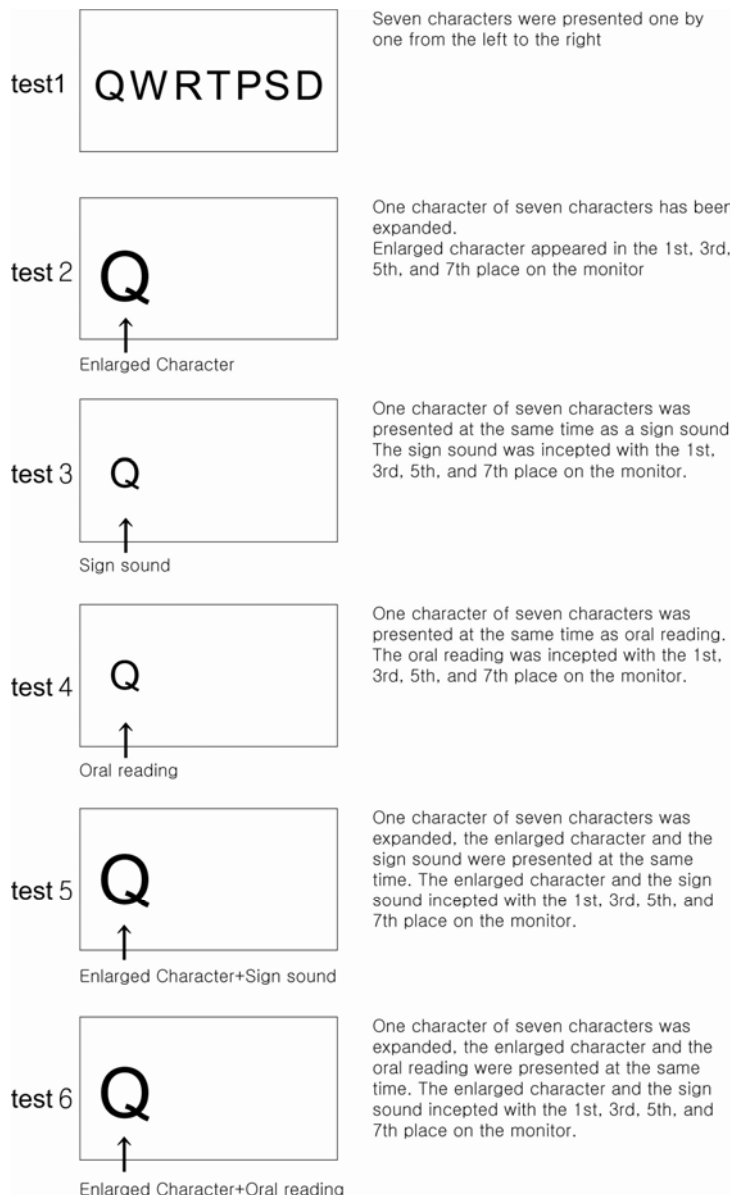 Seven characters were presented one by
one from the left to the right
test1
QWRTPSD
One character of seven characters has been
expanded.
Enlarged character appeared in the 1st, 3rd,
5th, and 7th place on the monitor
test 2
Q
Enlarged Character
One character of seven characters was
presented at the same time as a sign sound
The sign sound was incepted with the 1st,
3rd, 5th, and 7th place on the monitor.
test 3
Q
Sign sound
One character of seven characters was
presented at the same time as oral reading.
The oral reading was incepted with the 1st,
3rd, 5th, and 7th place on the monitor.
test 4
Q
Oral reading
One character of seven characters was
expanded, the enlarged character and the
sign sound were presented at the same
time. The enlarged character and the sign
sound incepted with the 1st, 3rd, 5th, and
7th place on the monitor.
test 5
Q
Enlarged Character+Sign sound
One character of seven characters was
expanded, the enlarged character and the
oral reading were presented at the same
time. The enlarged character and the sign
sound incepted with the 1st, 3rd, 5th, and
7th place on the monitor.
test 6
Q
Enlarged Character+Oral reading